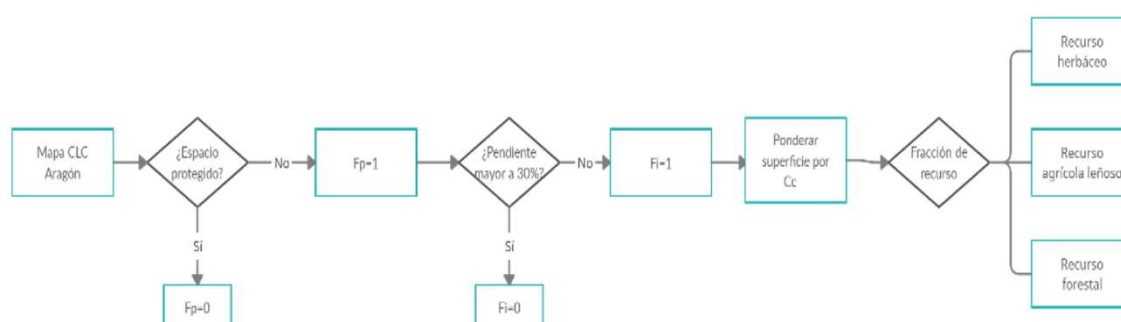 Mapa CLC
Aragón
¿Espacio
protegido?
No
Fp=1
¿Pendiente
mayor a 30%?
No
Fi=1
Ponderar
superficie por
Cc
Fracción de
recurso
Recurso
herbáceo
Recurso
agrícola leñoso
Recurso
forestal
Sí
Fp=0
Sí
Fi=0